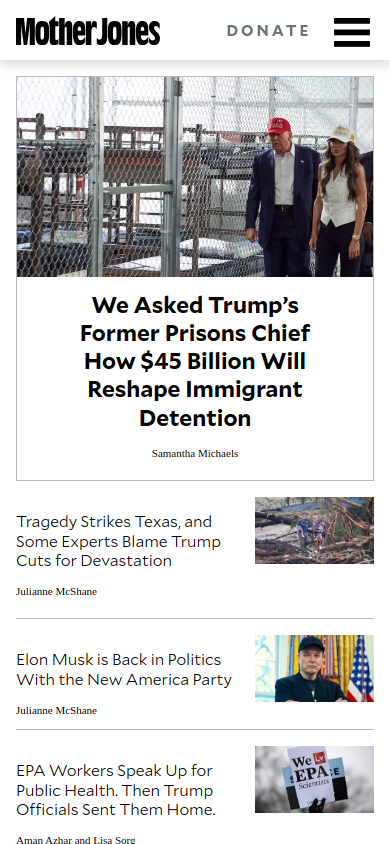 Mother Jones
DONATE
We Asked Trump's
Former Prisons Chief
How $45 Billion Will
Reshape Immigrant
Detention
Samantha Michaels
Tragedy Strikes Texas, and
Some Experts Blame Trump
Cuts for Devastation
Julianne McShane
Elon Musk is Back in Politics
With the New America Party
Julianne McShane
EPA Workers Speak Up for
Public Health. Then Trump
Officials Sent Them Home.
We
EPA
Scientists
Aman Azhar and Lisa Sorg